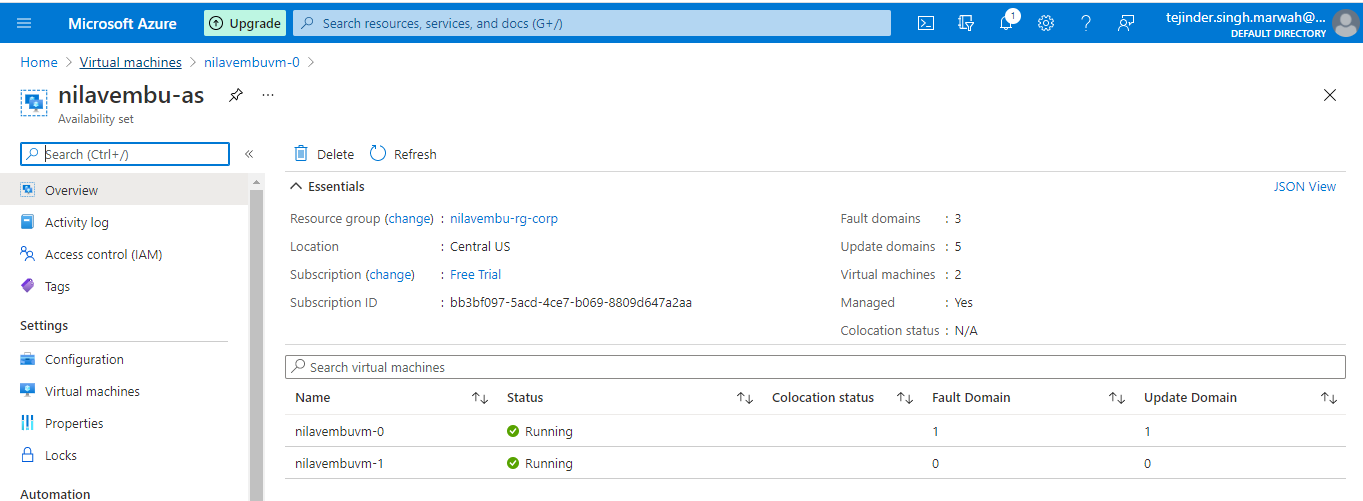 Microsoft Azure Upgrade Search resources, services, and docs (G+/) 1 tejinder.singh.marwah@...
DEFAULT DIRECTORY
Home > Virtual machines > nilavembuvm-0 >
nilavembu-as ...
Availability set
Search (Ctrl+/) «
Overview
Activity log
Access control (IAM)
Tags
Settings
Configuration
Virtual machines
Properties
Locks
Automation
Delete Refresh
Essentials JSON View
Resource group (change) : nilavembu-rg-corp
Location : Central US
Subscription (change) : Free Trial
Subscription ID : bb3bf097-5acd-4ce7-b069-8809d647a2aa
Fault domains : 3
Update domains : 5
Virtual machines : 2
Managed : Yes
Colocation status : N/A
Search virtual machines
Name Status Colocation status Fault Domain Update Domain
nilavembuvm-0 Running 1 1
nilavembuvm-1 Running 0 0